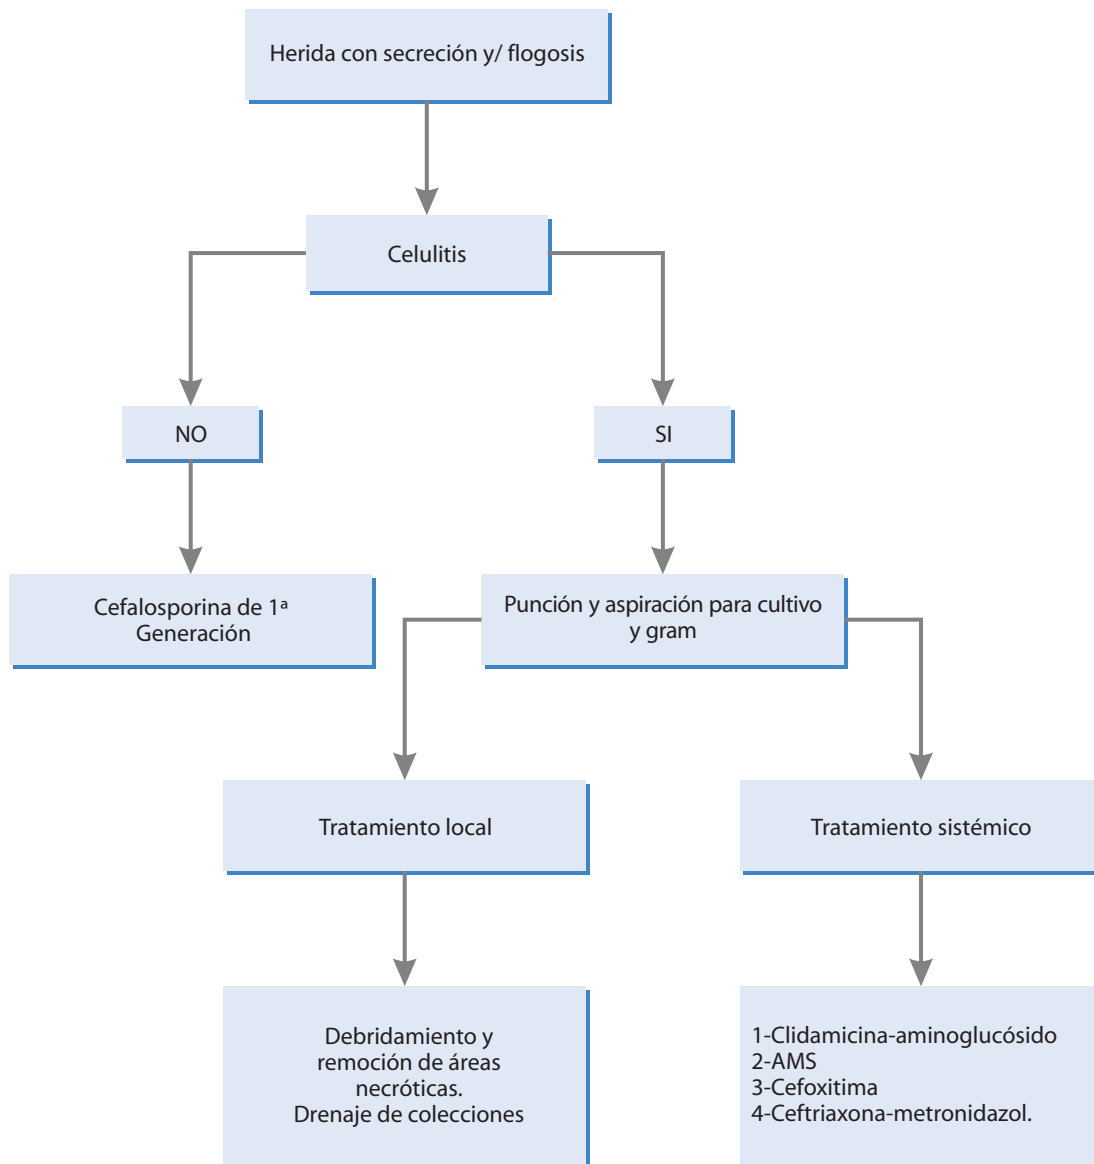 Herida con secreción y/ flogosis
Celulitis
NO
SI
Cefalosporina de 1ª
Generación
Punción y aspiración para cultivo
y gram
Tratamiento local
Tratamiento sistémico
Debridamiento y
remoción de áreas
necróticas.
Drenaje de colecciones
1-Clidamicina-aminoglucósido
2-AMS
3-Cefoxitima
4-Ceftriaxona-metronidazol.